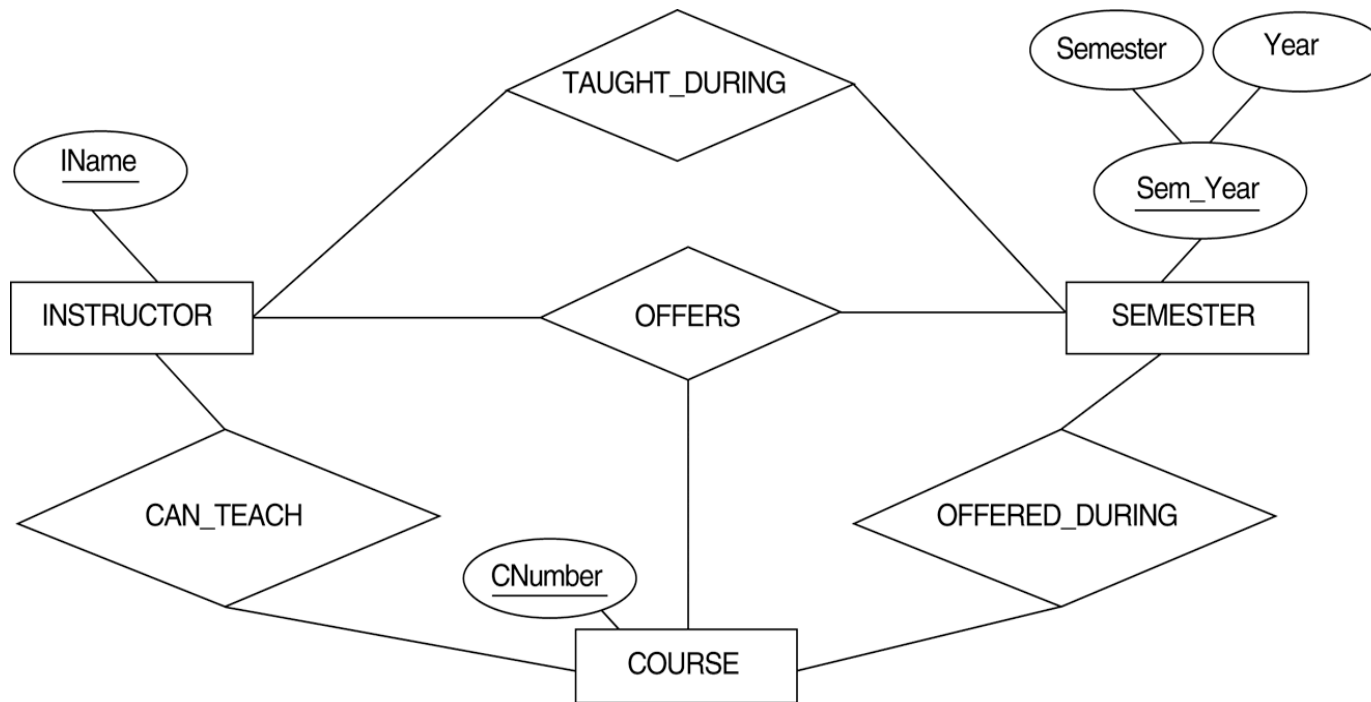 TAUGHT_DURING
Semester
Year
IName
Sem_Year
INSTRUCTOR
OFFERS
SEMESTER
CAN_TEACH
OFFERED_DURING
CNumber
COURSE